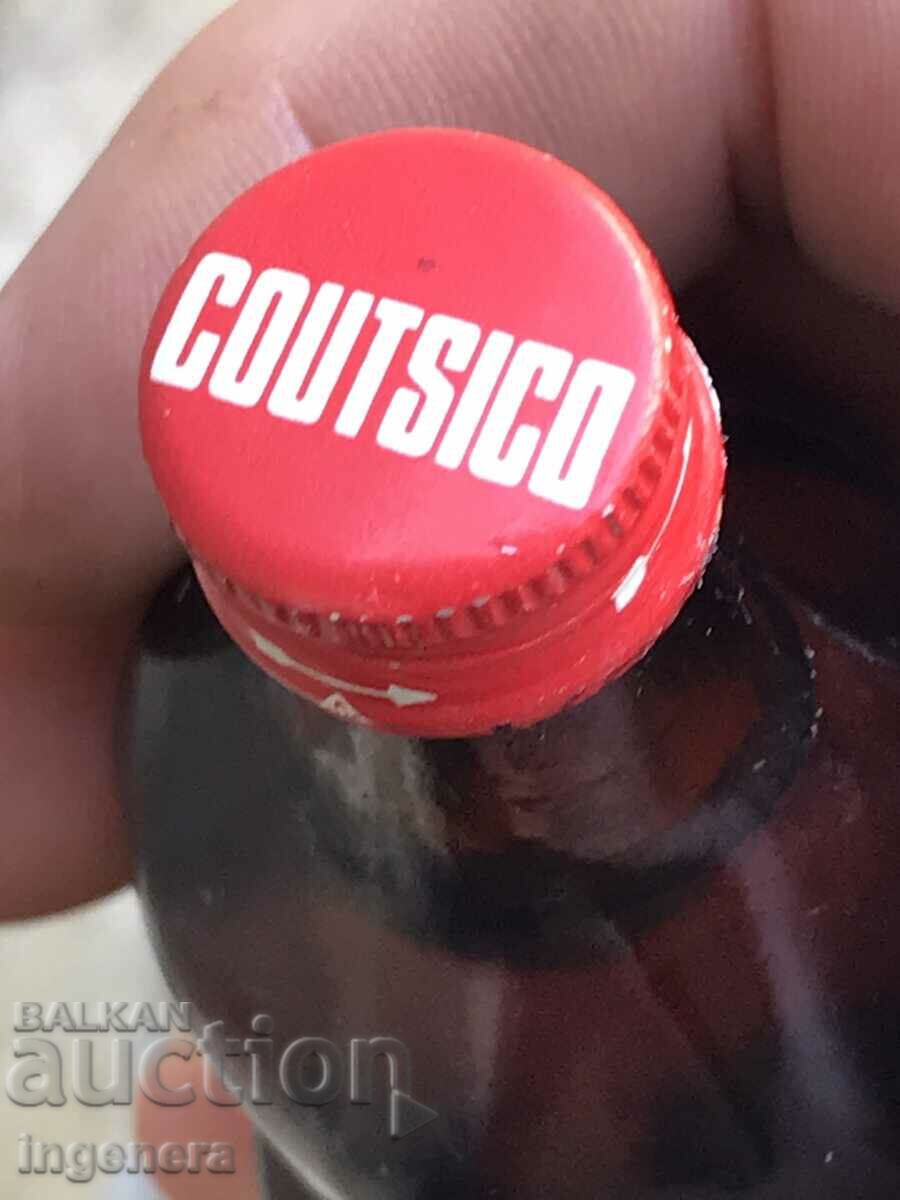 COUTSICO
BALKAN
auction
ingenera